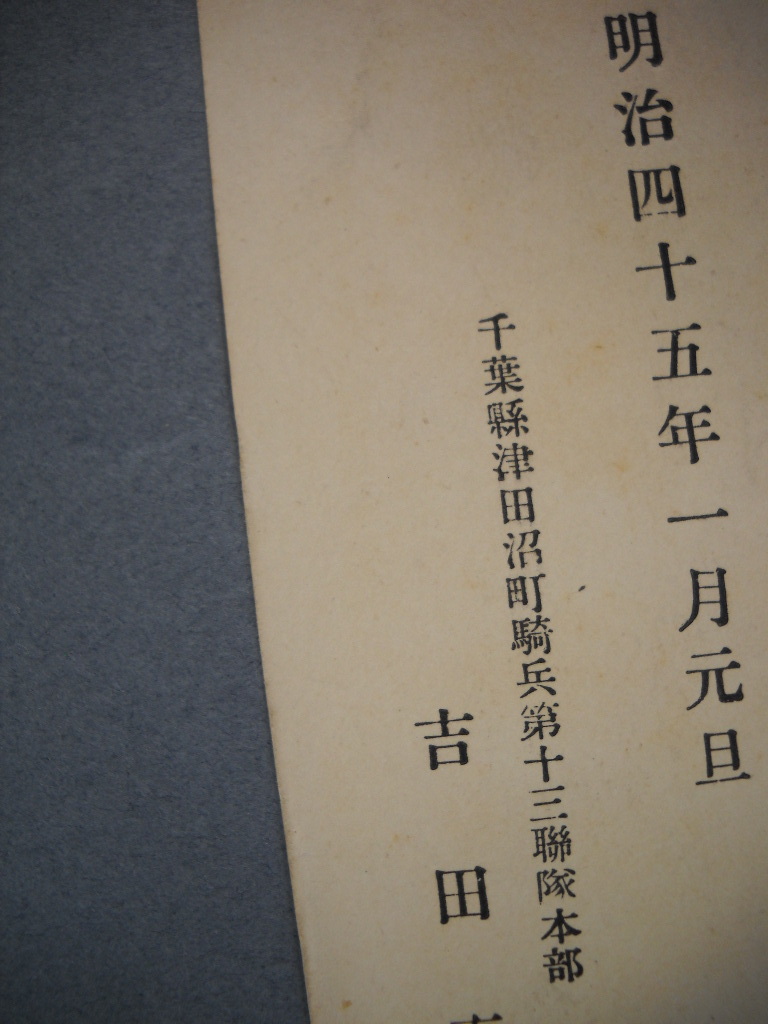 明治四十五年一月元旦
千葉縣津田沼町騎兵第十三聯隊本部
吉田